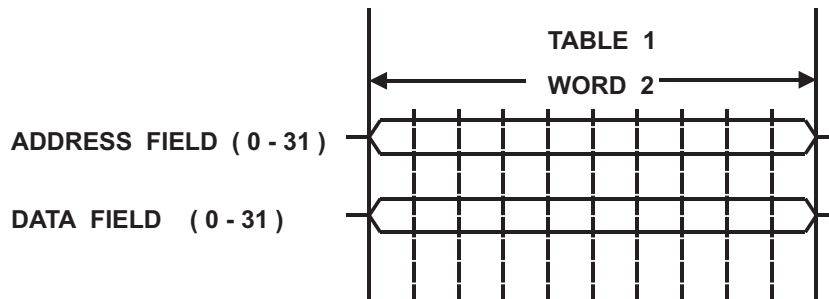 TABLE 1
WORD 2
ADDRESS FIELD ( 0 - 31 )
DATA FIELD ( 0 - 31 )